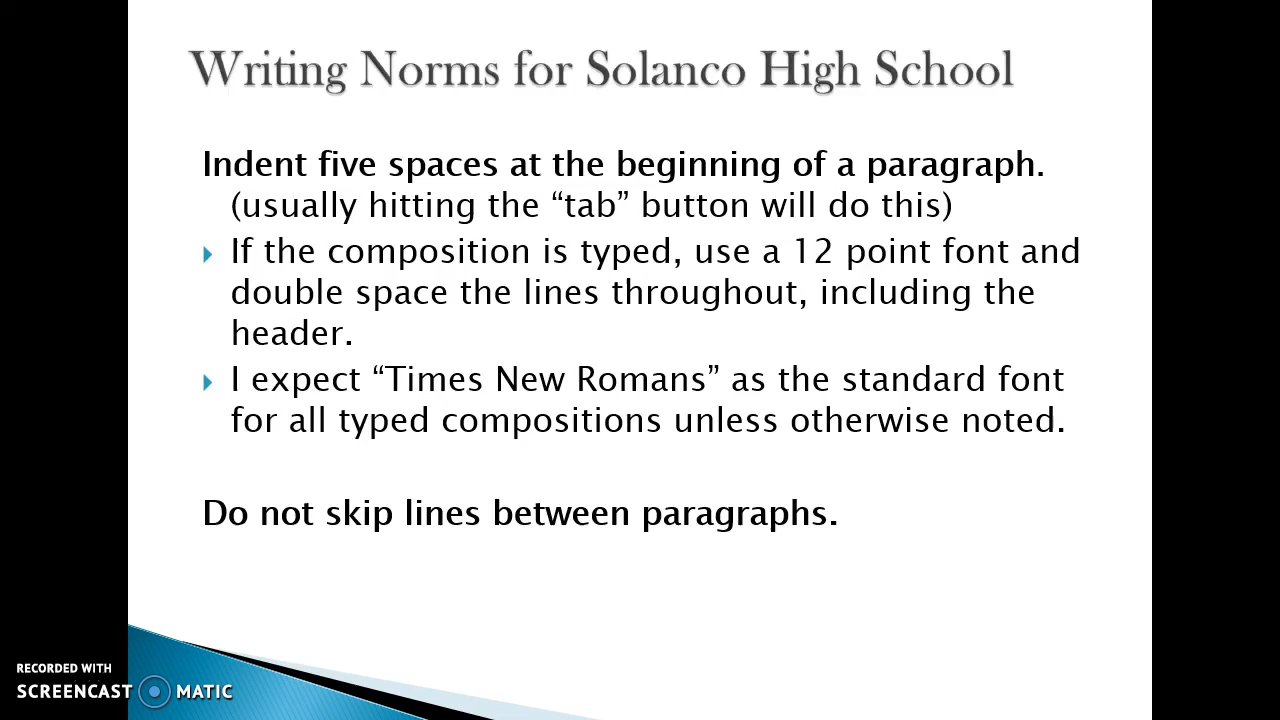 Writing Norms for Solanco High School
Indent five spaces at the beginning of a paragraph.
(usually hitting the “tab” button will do this)
If the composition is typed, use a 12 point font and
double space the lines throughout, including the
header.
I expect “Times New Romans” as the standard font
for all typed compositions unless otherwise noted.
Do not skip lines between paragraphs.
RECORDED WITH
SCREENCAST MATIC